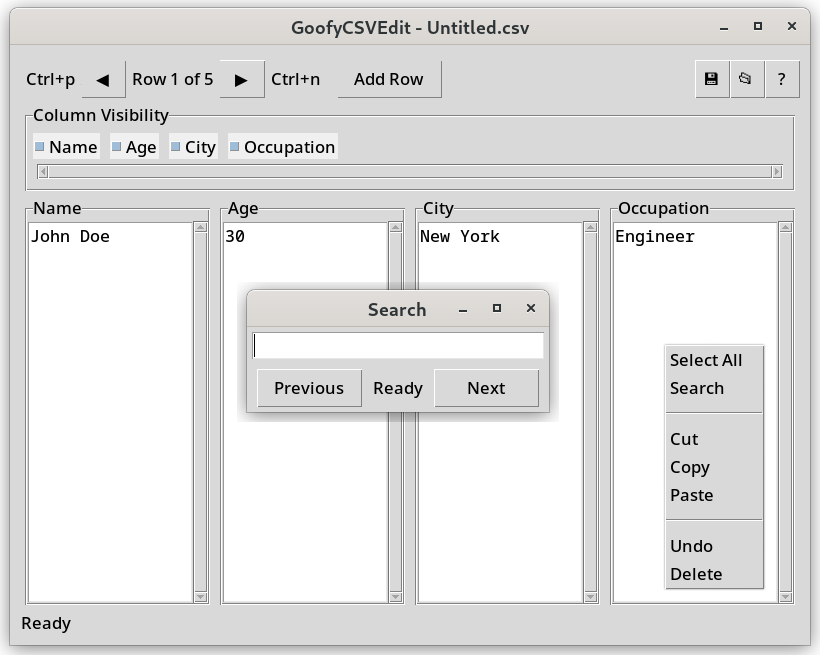 GoofyCSVEdit - Untitled.csv
Ctrl+p ◀ Row 1 of 5 ▶ Ctrl+n Add Row ?
Column Visibility
Name Age City Occupation
Name Age City Occupation
John Doe 30 New York Engineer
Search
Previous Ready Next
Select All
Search
Cut
Copy
Paste
Undo
Delete
Ready